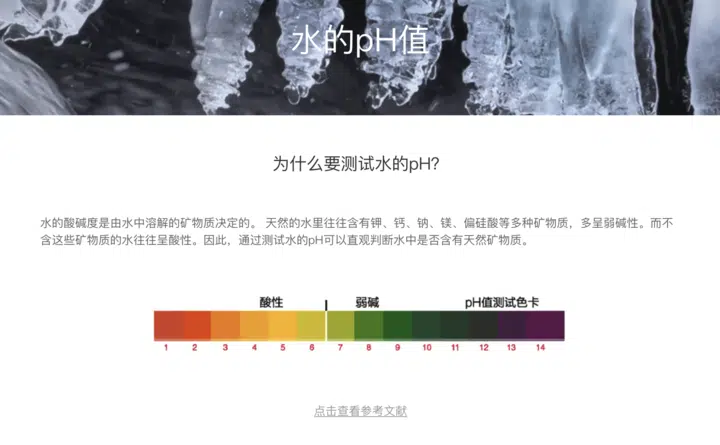 水的pH值
为什么要测试水的pH?
水的酸碱度是由水中溶解的矿物质决定的。 天然的水里往往含有钾、钙、钠、镁、偏硅酸等多种矿物质，多呈弱碱性。而不
含这些矿物质的水往往呈酸性。因此，通过测试水的pH可以直观判断水中是否含有天然矿物质。
酸性 弱碱 pH值测试色卡
1 2 3 4 5 6 7 8 9 10 11 12 13 14
点击查看参考文献